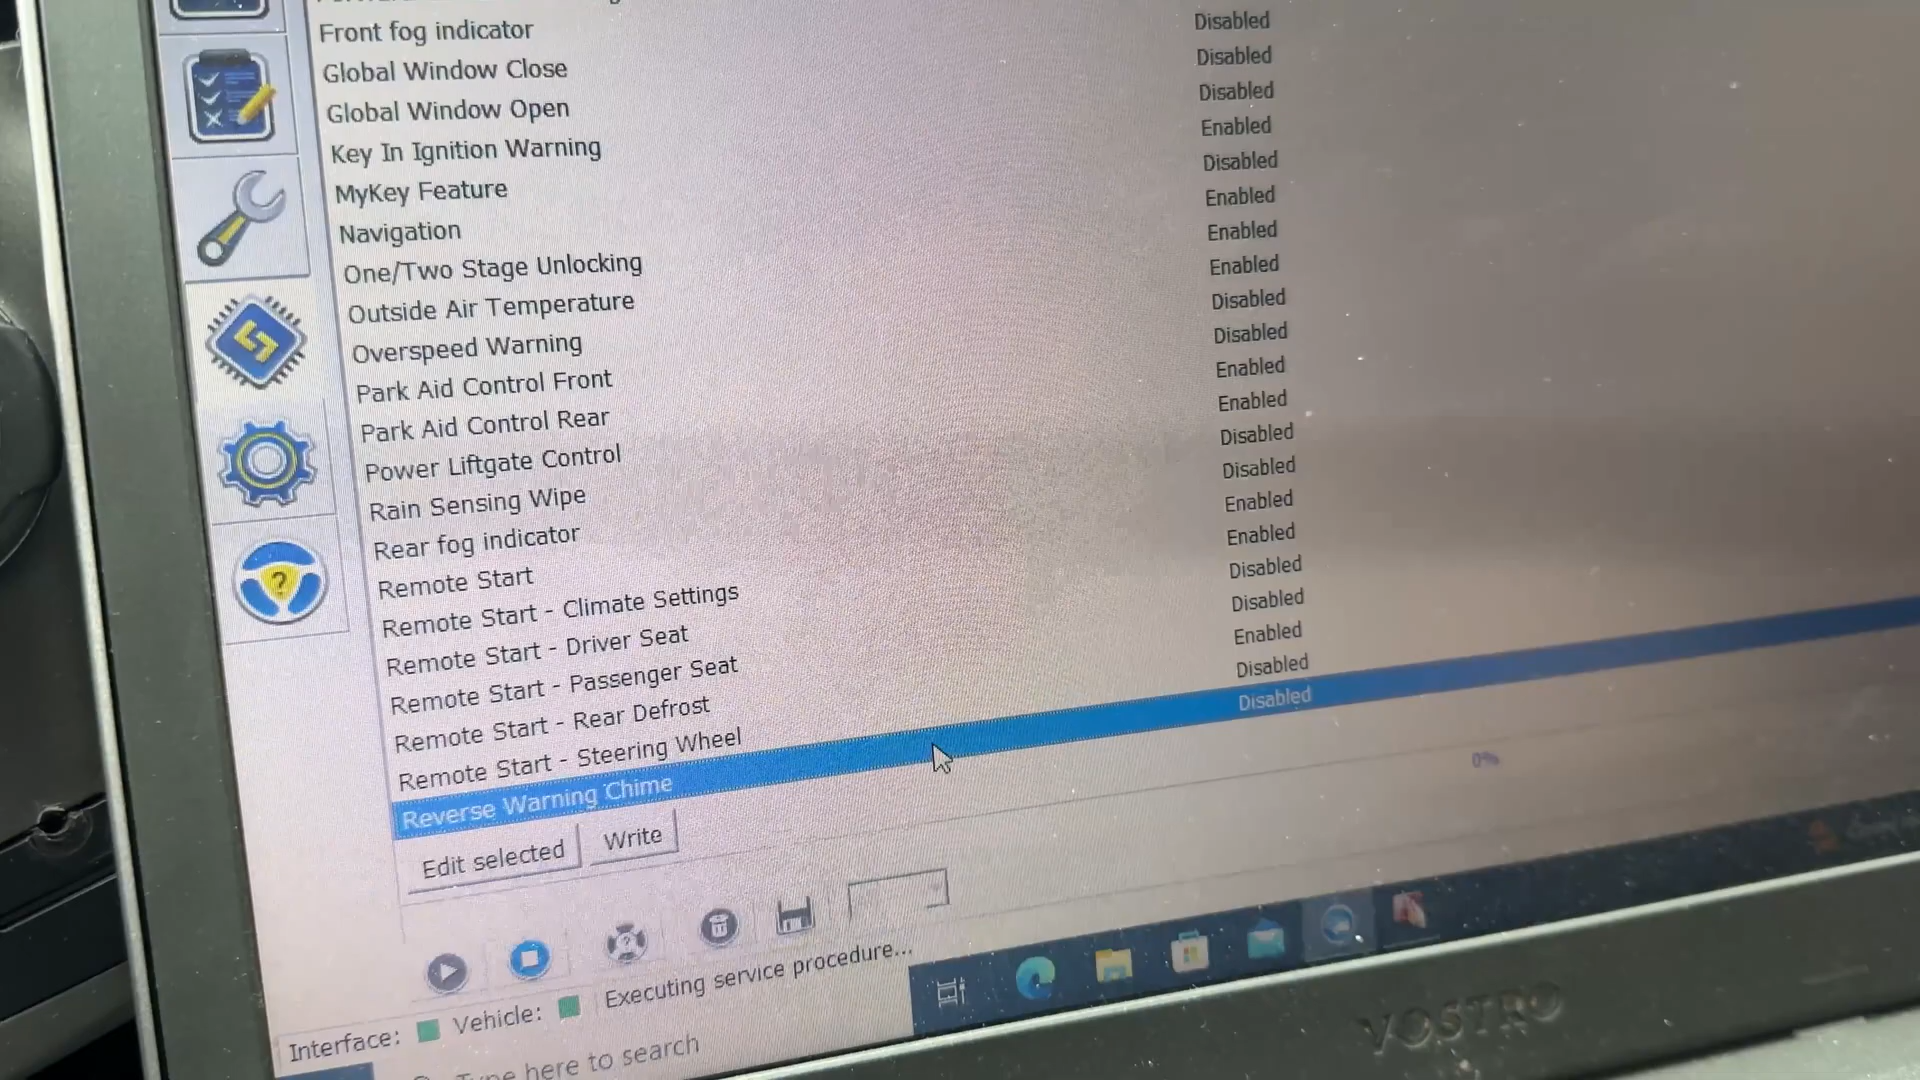 Front fog indicator Disabled
Global Window Close Disabled
Global Window Open Disabled
Key In Ignition Warning Enabled
MyKey Feature Disabled
Navigation Enabled
One/Two Stage Unlocking Enabled
Outside Air Temperature Enabled
Overspeed Warning Disabled
Park Aid Control Front Disabled
Park Aid Control Rear Enabled
Power Liftgate Control Enabled
Rain Sensing Wipe Disabled
Rear fog indicator Disabled
Remote Start Enabled
Remote Start - Climate Settings Enabled
Remote Start - Driver Seat Disabled
Remote Start - Passenger Seat Disabled
Remote Start - Rear Defrost Enabled
Remote Start - Steering Wheel Disabled
Reverse Warning Chime Disabled
Edit selected Write
0%
Interface: Vehicle: Executing service procedure...
Type here to search
VOSTRO